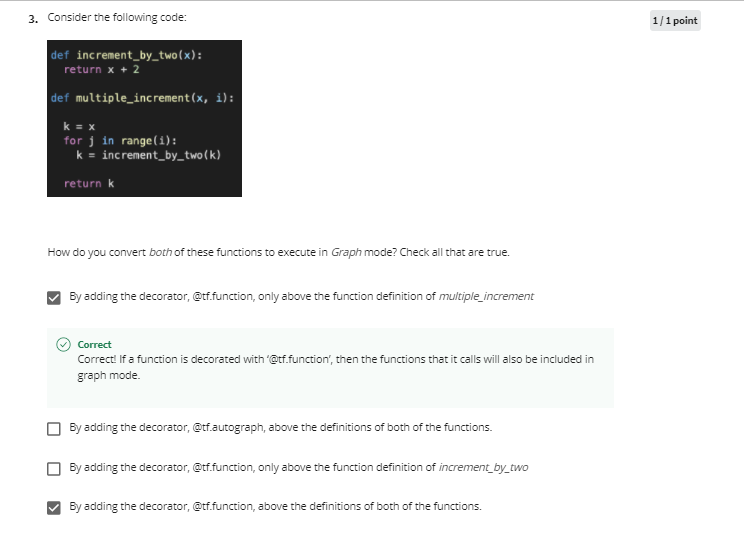 3. Consider the following code:
1 / 1 point
def increment_by_two(x):
return x + 2
def multiple_increment(x, i):
k = x
for j in range(i):
k = increment_by_two(k)
return k
How do you convert both of these functions to execute in Graph mode? Check all that are true.
By adding the decorator, @tf.function, only above the function definition of multiple_increment
Correct
Correct! If a function is decorated with '@tf.function', then the functions that it calls will also be included in
graph mode.
By adding the decorator, @tf.autograph, above the definitions of both of the functions.
By adding the decorator, @tf.function, only above the function definition of increment_by_two
By adding the decorator, @tf.function, above the definitions of both of the functions.